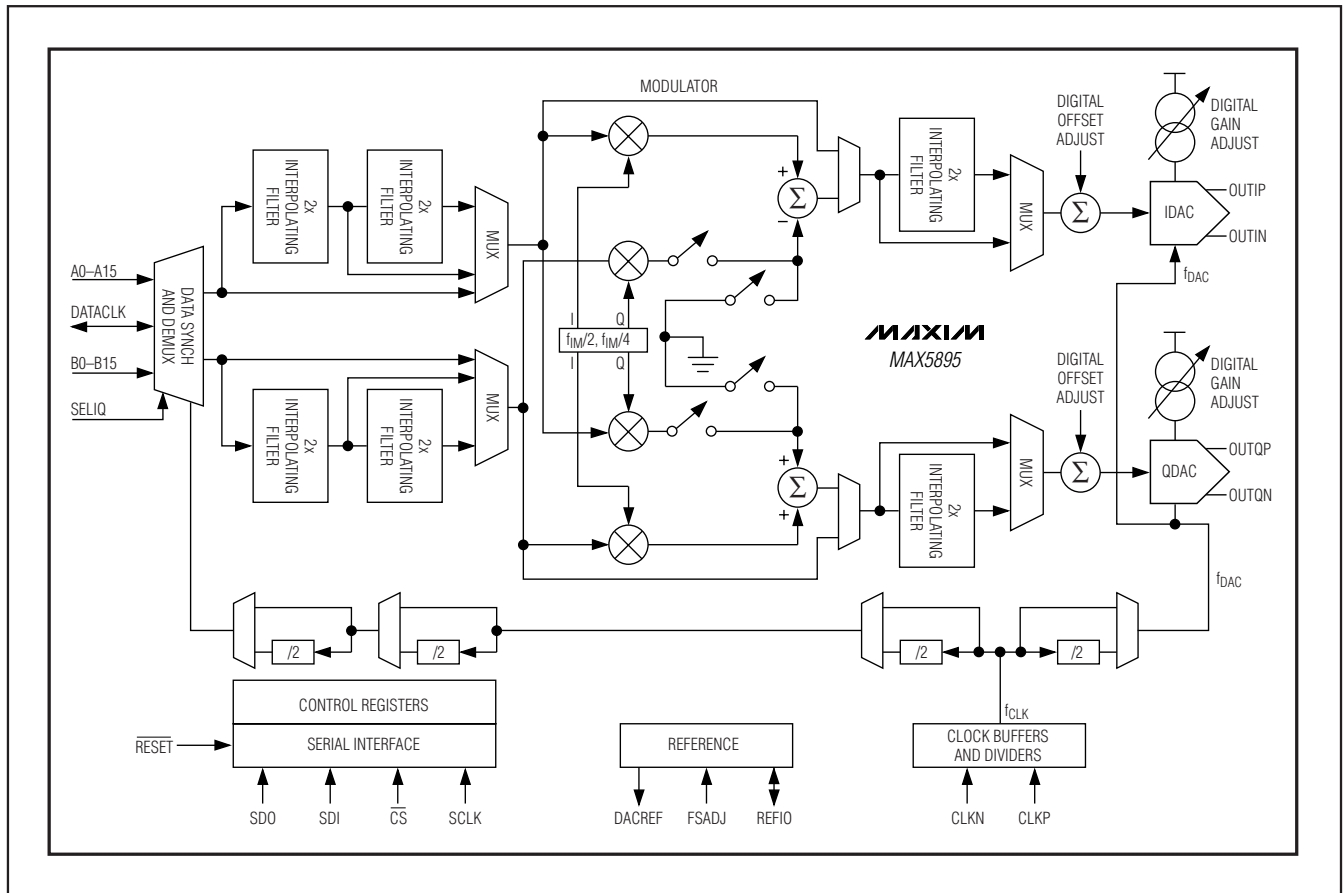 MODULATOR
DIGITAL
OFFSET
ADJUST
DIGITAL
GAIN
ADJUST
2x
INTERPOLATING
FILTER
2x
INTERPOLATING
FILTER
MUX
+
Σ
−
2x
INTERPOLATING
FILTER
MUX
Σ
IDAC
OUTIP
OUTIN
fDAC
A0–A15
DATACLK
B0–B15
SELIQ
DATA SYNCH
AND DEMUX
I
Q
fIM/2, fIM/4
I
Q
MAXIM
MAX5895
DIGITAL
OFFSET
ADJUST
DIGITAL
GAIN
ADJUST
2x
INTERPOLATING
FILTER
2x
INTERPOLATING
FILTER
MUX
+
Σ
+
2x
INTERPOLATING
FILTER
MUX
Σ
QDAC
OUTQP
OUTQN
fDAC
/2
/2
/2
/2
fCLK
CONTROL REGISTERS
RESET
SERIAL INTERFACE
REFERENCE
CLOCK BUFFERS
AND DIVIDERS
SDO
SDI
CS
SCLK
DACREF
FSADJ
REFIO
CLKN
CLKP